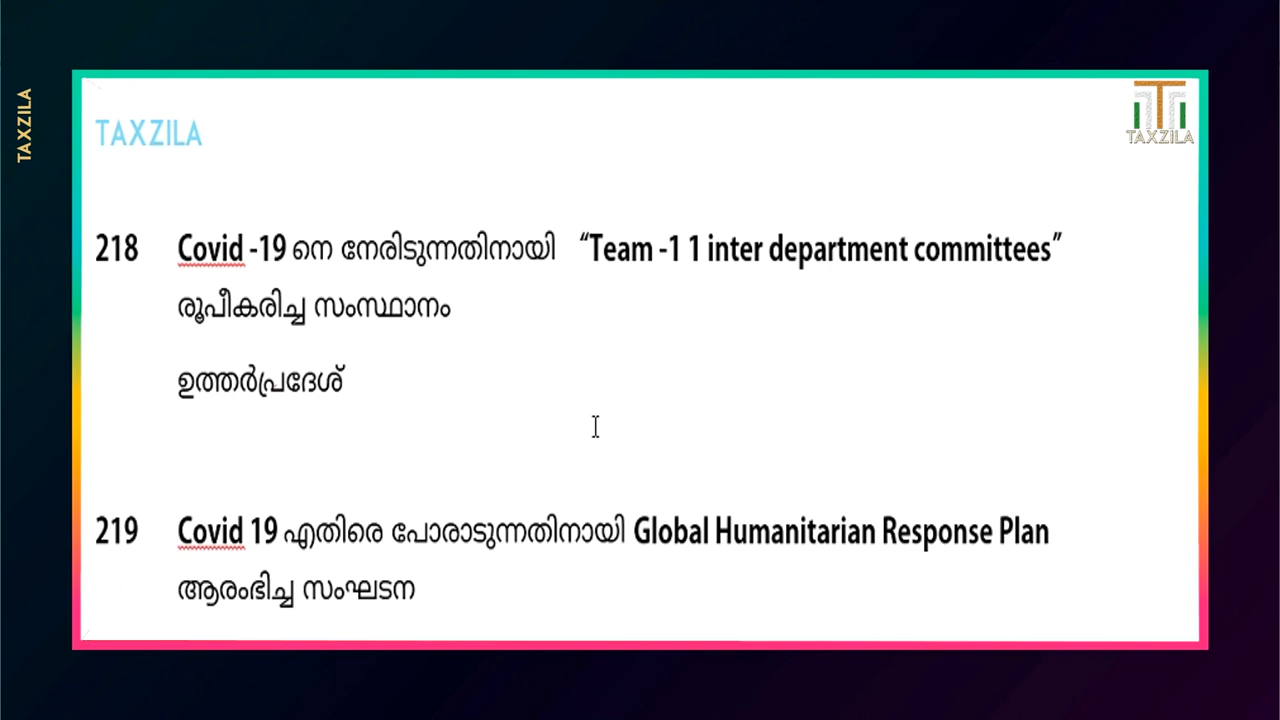 TAXZILA
TAXZILA
TAXZILA
218 Covid -19 നെ നേരിടുന്നതിനായി “Team -1 1 inter department committees”
രൂപീകരിച്ച സംസ്ഥാനം
ഉത്തർപ്രദേശ്
219 Covid 19 എതിരെ പോരാടുന്നതിനായി Global Humanitarian Response Plan
ആരംഭിച്ച സംഘടന